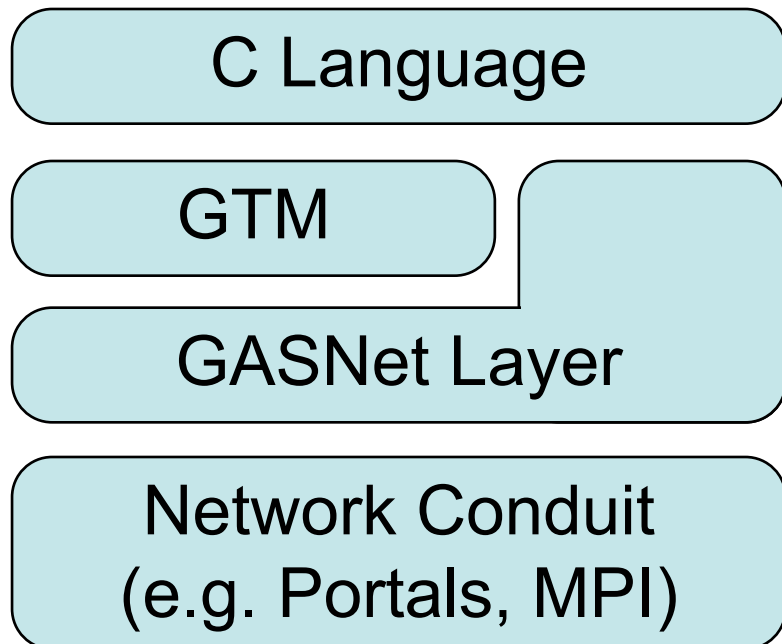 C Language
GTM
GASNet Layer
Network Conduit
(e.g. Portals, MPI)